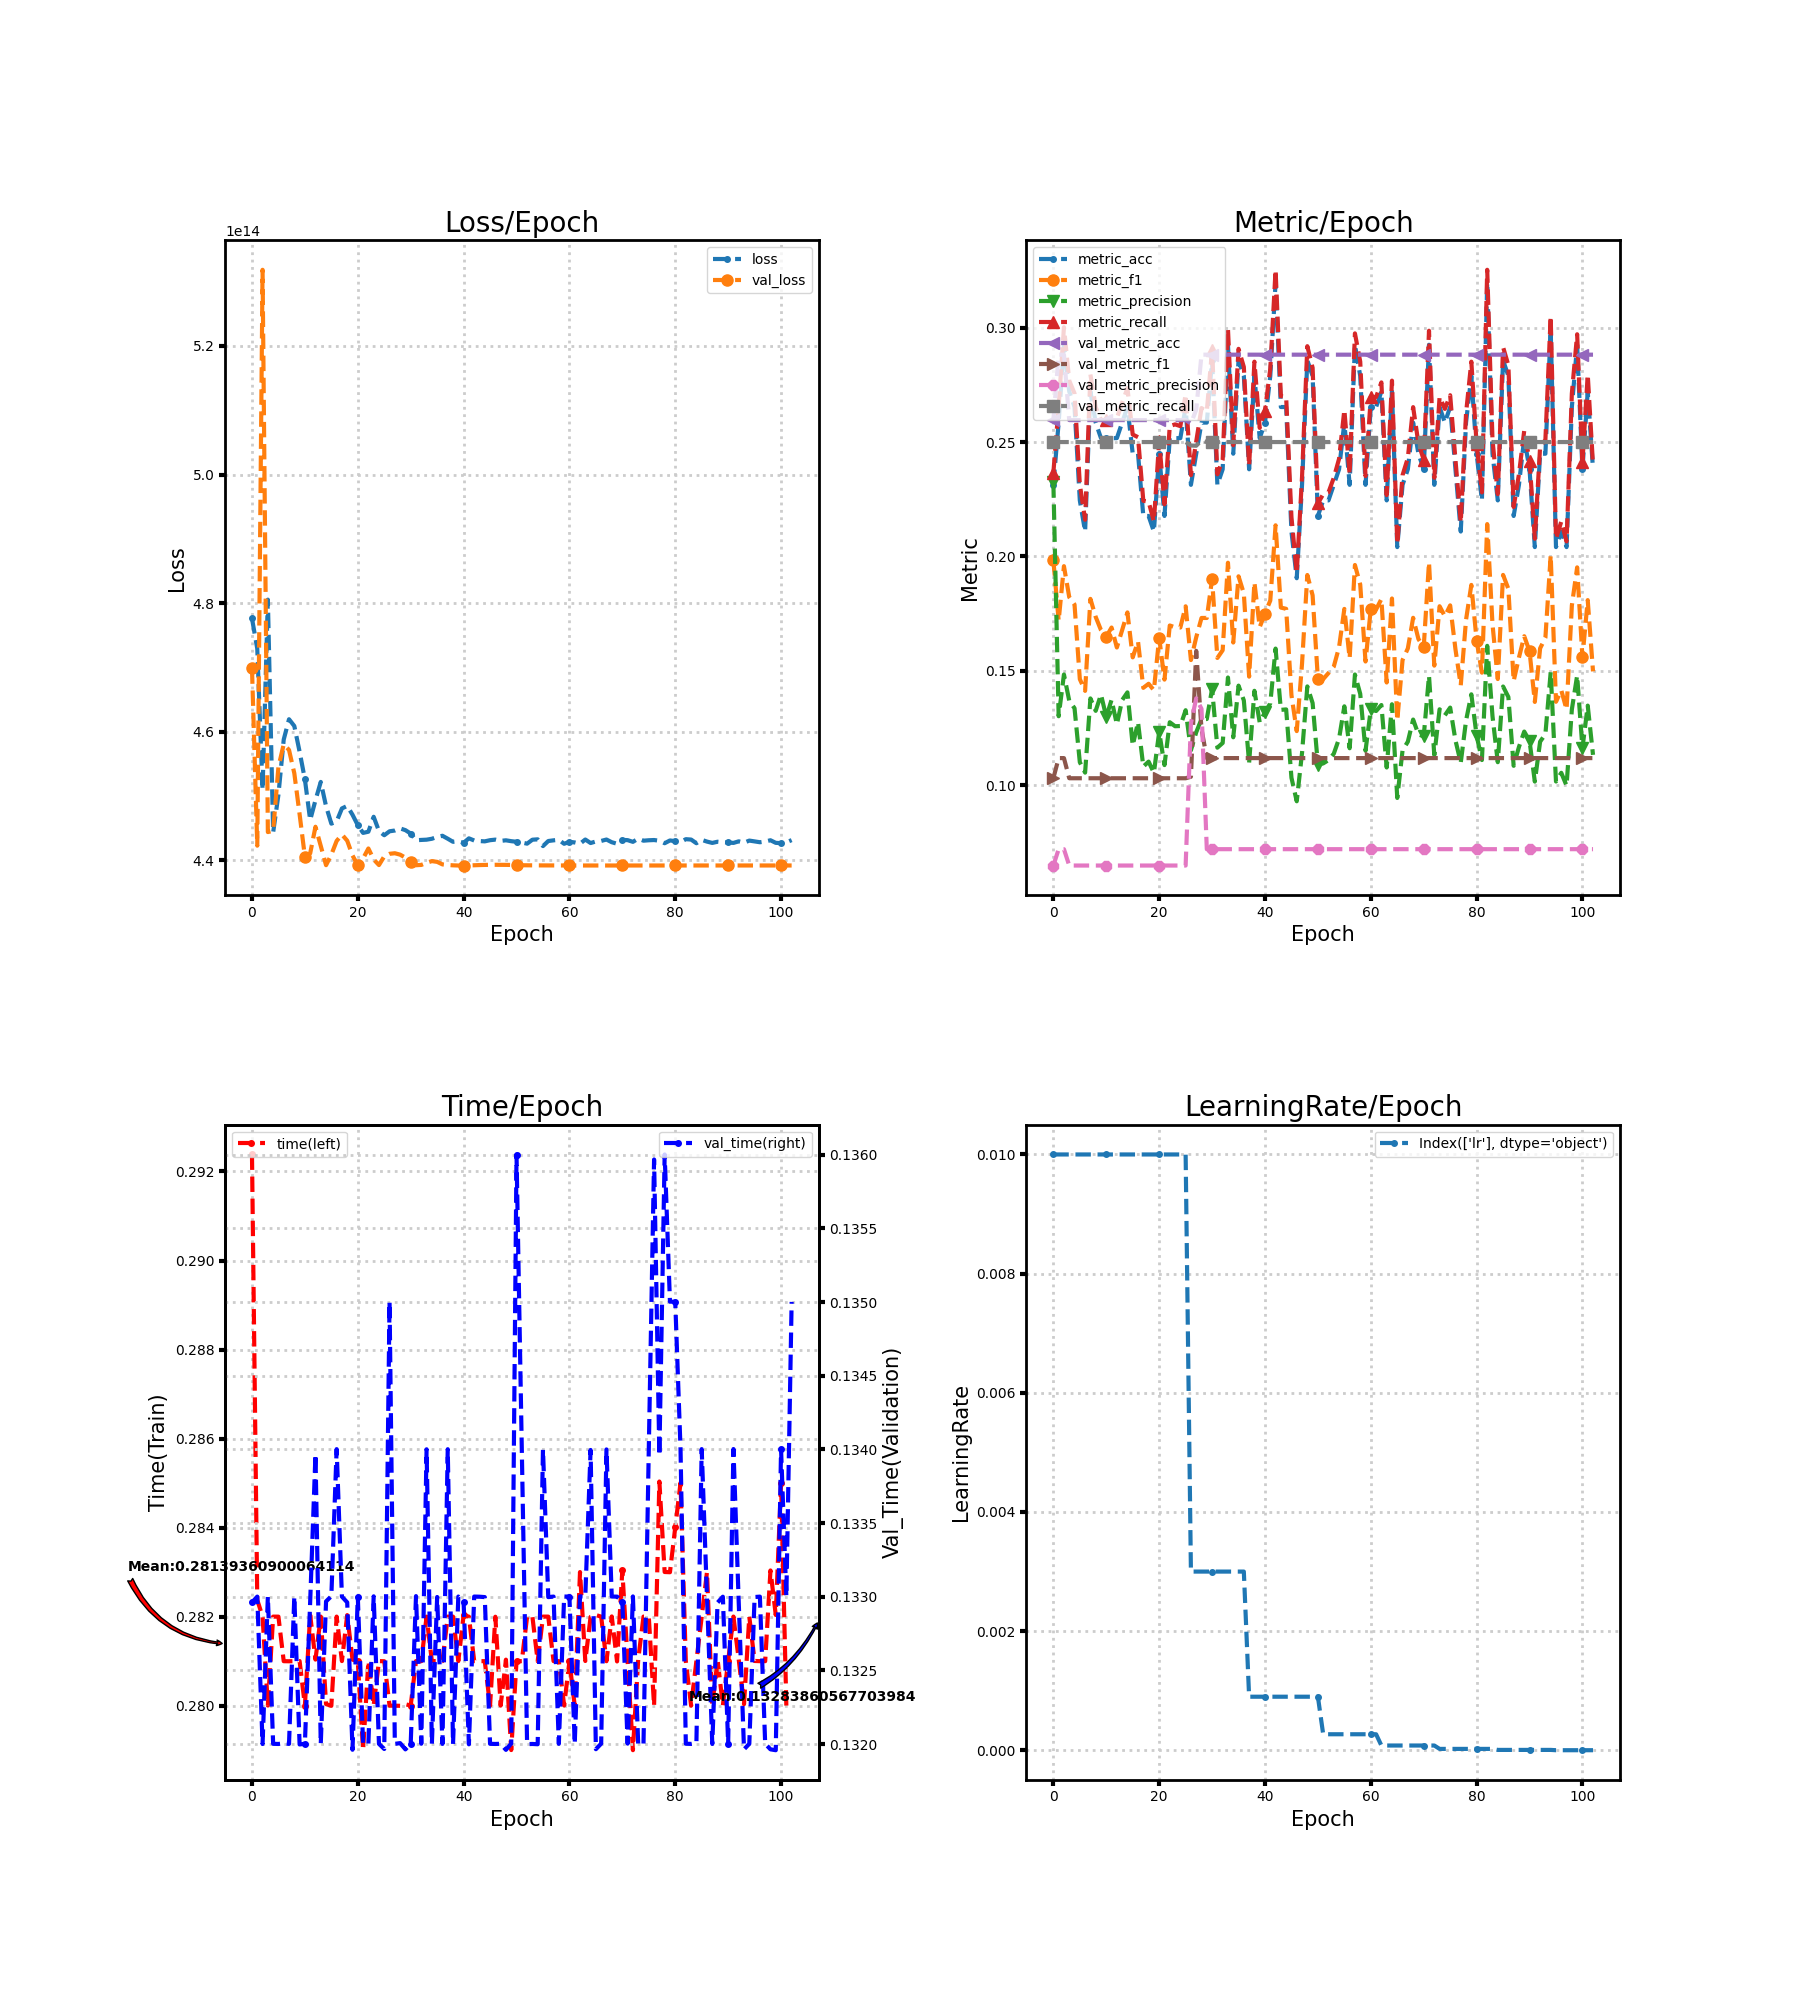 Loss/Epoch
1e14
loss
val_loss
5.2
5.0
4.8
4.6
4.4
Loss
0 20 40 60 80 100
Epoch
Metric/Epoch
metric_acc
metric_f1
metric_precision
metric_recall
val_metric_acc
val_metric_f1
val_metric_precision
val_metric_recall
0.30
0.25
0.20
0.15
0.10
Metric
0 20 40 60 80 100
Epoch
Time/Epoch
time(left)
val_time(right)
0.292
0.290
0.288
0.286
0.284
0.282
0.280
Time(Train)
0.1360
0.1355
0.1350
0.1345
0.1340
0.1335
0.1330
0.1325
0.1320
Val_Time(Validation)
Mean:0.28139360900064114
Mean:0.13283860567703984
0 20 40 60 80 100
Epoch
LearningRate/Epoch
Index(['lr'], dtype='object')
0.010
0.008
0.006
0.004
0.002
0.000
LearningRate
0 20 40 60 80 100
Epoch